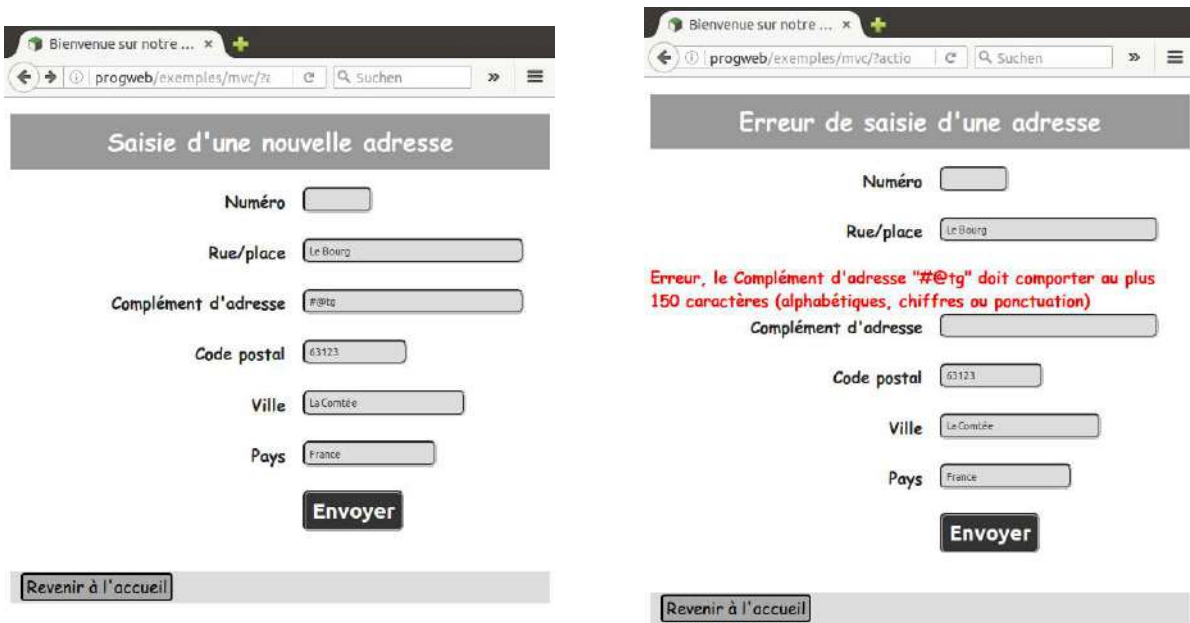 Bienvenue sur notre ... ×
progweb/exemples/mvc/?a
Suchen
Saisie d'une nouvelle adresse
Numéro
Rue/place
Le Bourg
Complément d'adresse
#@tg
Code postal
63123
Ville
La Comtée
Pays
France
Envoyer
Revenir à l'accueil
Bienvenue sur notre ... ×
progweb/exemples/mvc/?actio
Suchen
Erreur de saisie d'une adresse
Numéro
Rue/place
Le Bourg
Erreur, le Complément d'adresse "#@tg" doit comporter au plus
150 caractères (alphabétiques, chiffres ou ponctuation)
Complément d'adresse
Code postal
63123
Ville
La Comtée
Pays
France
Envoyer
Revenir à l'accueil